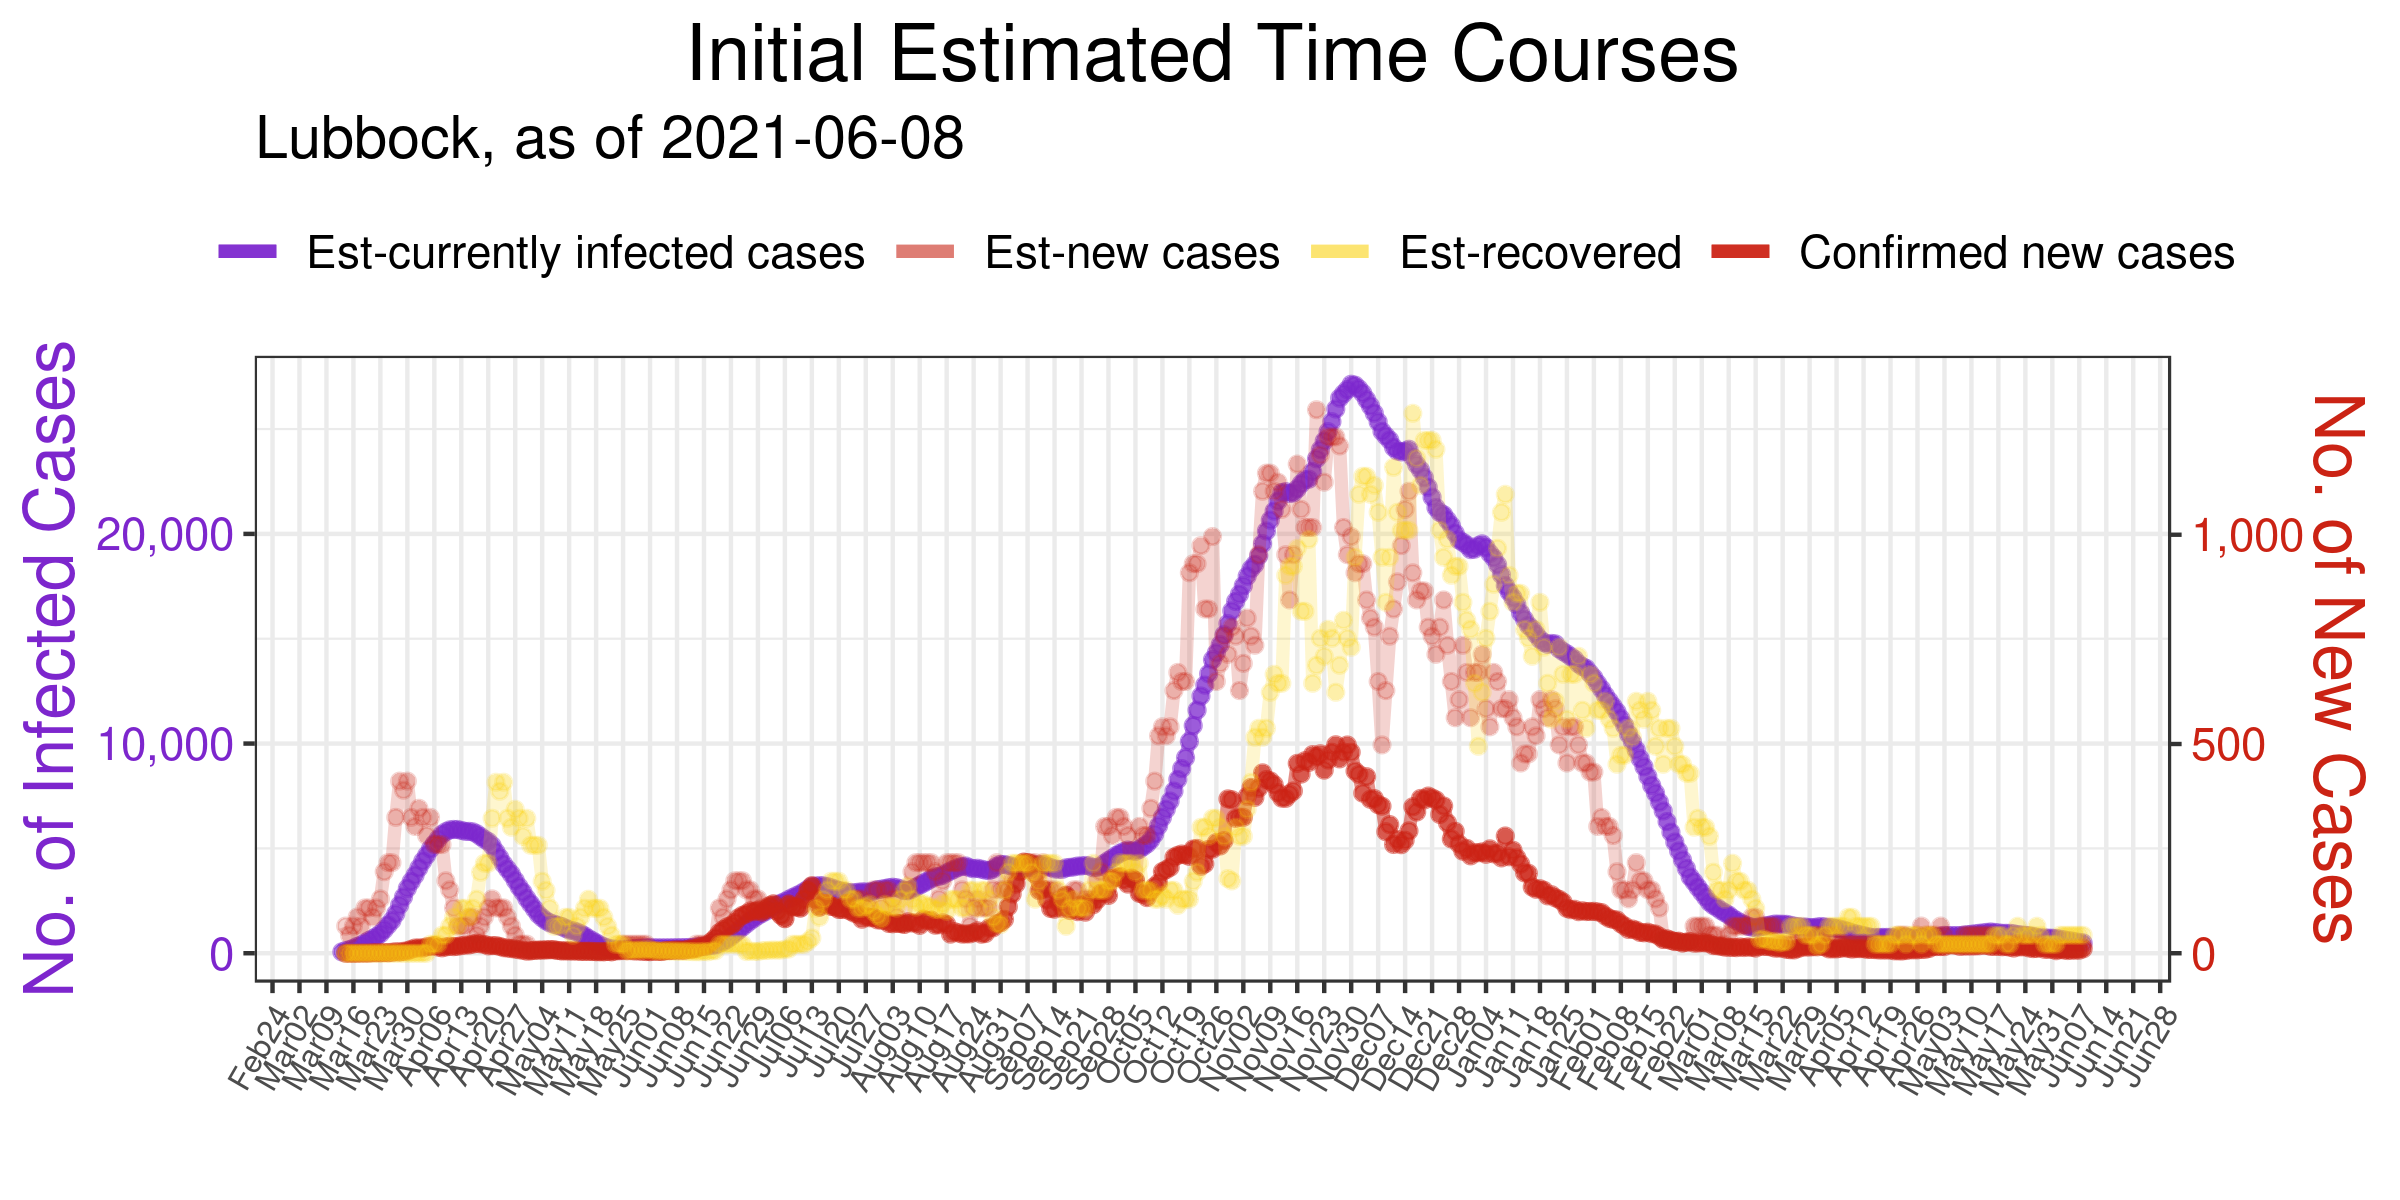 Initial Estimated Time Courses
Lubbock, as of 2021-06-08
Est-currently infected cases Est-new cases Est-recovered Confirmed new cases
No. of Infected Cases
20,000
10,000
0
1,000
500
0
No. of New Cases
Feb24 Mar02 Mar09 Mar16 Mar23 Mar30 Apr06 Apr13 Apr20 Apr27 May04 May11 May18 May25 Jun01 Jun08 Jun15 Jun22 Jun29 Jul06 Jul13 Jul20 Jul27 Aug03 Aug10 Aug17 Aug24 Aug31 Sep07 Sep14 Sep21 Sep28 Oct05 Oct12 Oct19 Oct26 Nov02 Nov09 Nov16 Nov23 Nov30 Dec07 Dec14 Dec21 Dec28 Jan04 Jan11 Jan18 Jan25 Feb01 Feb08 Feb15 Feb22 Mar01 Mar08 Mar15 Mar22 Mar29 Apr05 Apr12 Apr19 Apr26 May03 May10 May17 May24 May31 Jun07 Jun14 Jun21 Jun28